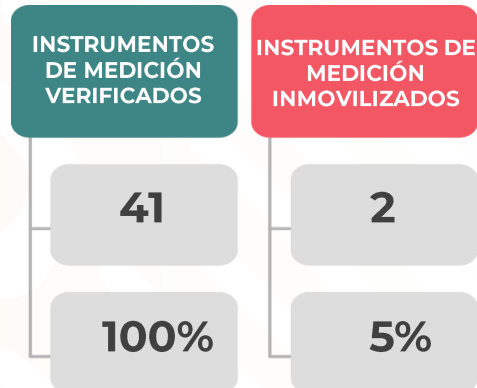 INSTRUMENTOS
DE MEDICIÓN
VERIFICADOS
41
100%
INSTRUMENTOS DE
MEDICIÓN
INMOVILIZADOS
2
5%